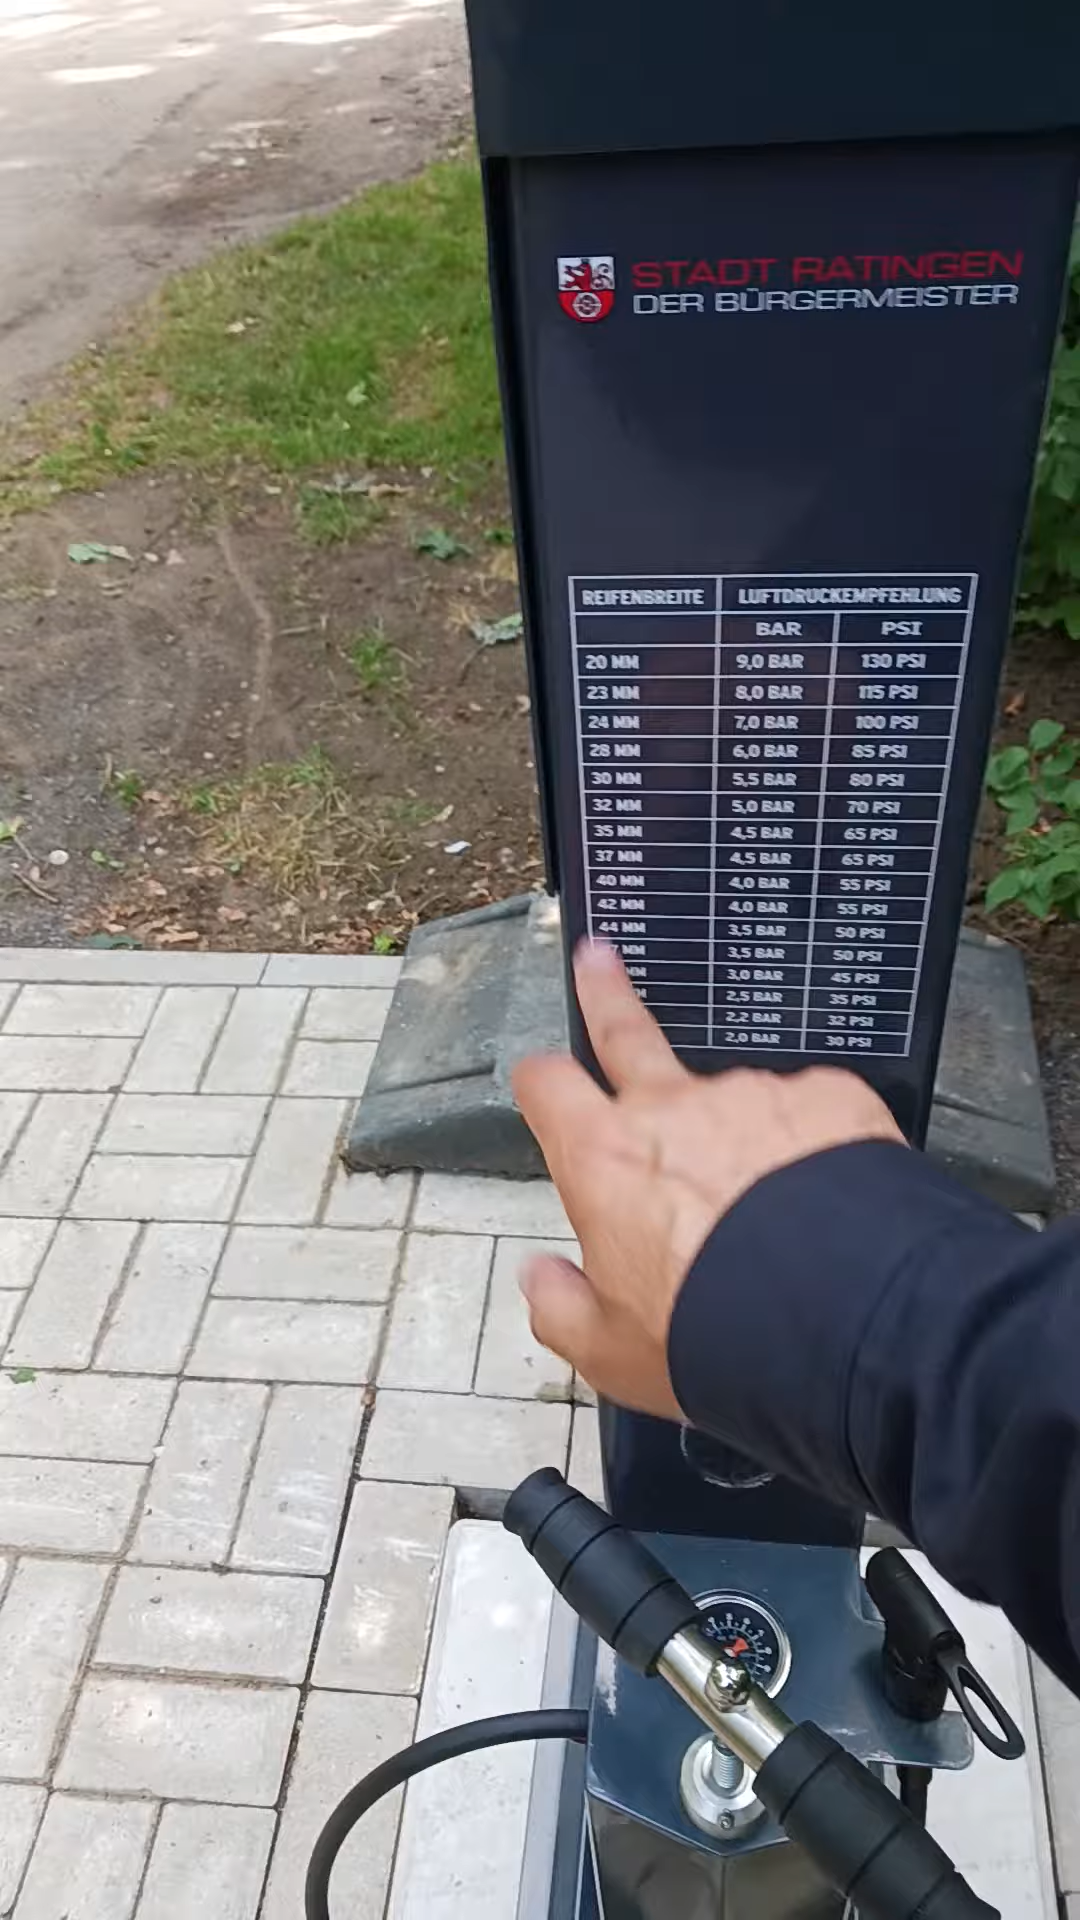 STADT RATINGEN
DER BÜRGERMEISTER
REIFENBREITE LUFTDRUCKEMPFEHLUNG
BAR PSI
20 MM 9,0 BAR 130 PSI
23 MM 8,0 BAR 115 PSI
24 MM 7,0 BAR 100 PSI
28 MM 6,0 BAR 85 PSI
30 MM 5,5 BAR 80 PSI
32 MM 5,0 BAR 70 PSI
35 MM 4,5 BAR 65 PSI
37 MM 4,5 BAR 65 PSI
40 MM 4,0 BAR 55 PSI
42 MM 4,0 BAR 55 PSI
44 MM 3,5 BAR 50 PSI
MM 3,5 BAR 50 PSI
MM 3,0 BAR 45 PSI
2,5 BAR 35 PSI
2,2 BAR 32 PSI
2,0 BAR 30 PSI